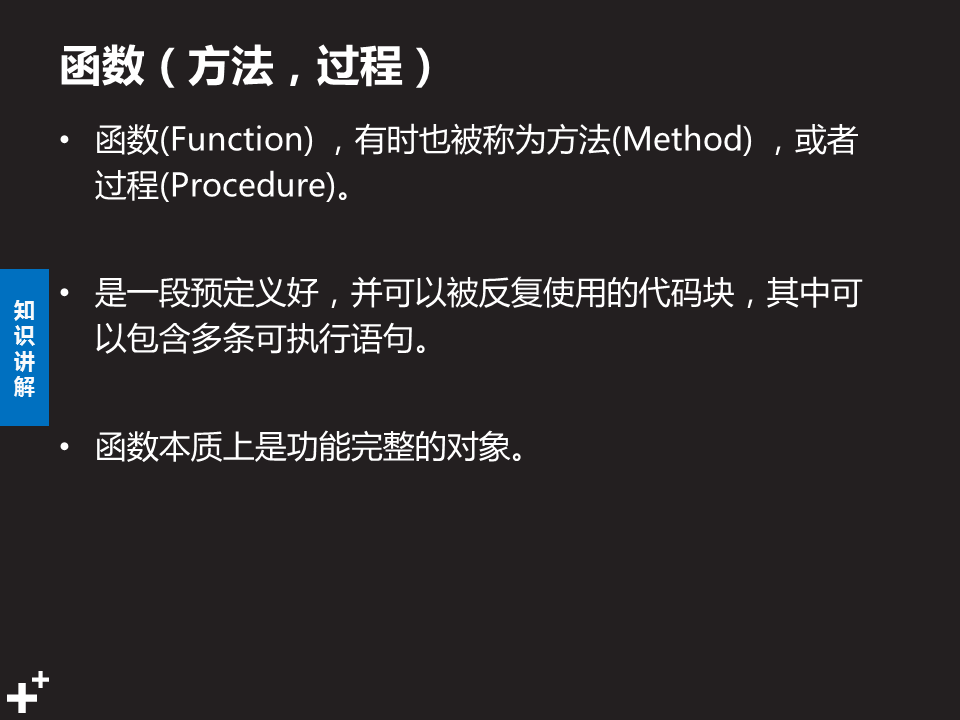 函数（方法，过程）
• 函数(Function) ，有时也被称为方法(Method) ，或者
过程(Procedure)。
• 是一段预定义好，并可以被反复使用的代码块，其中可
以包含多条可执行语句。
知识讲解
• 函数本质上是功能完整的对象。